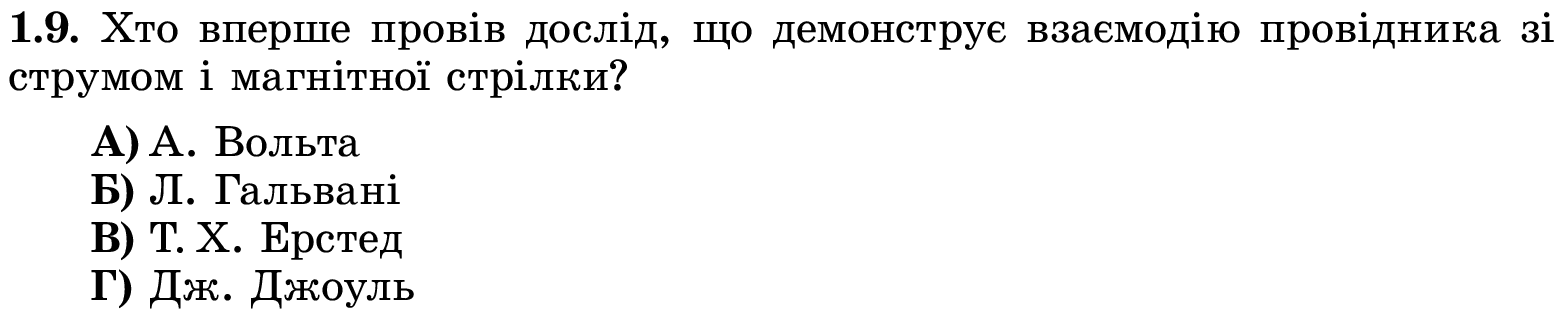 1.9. Хто вперше провів дослід, що демонструє взаємодію провідника зі
струмом і магнітної стрілки?
А) А. Вольта
Б) Л. Гальвані
В) Т. Х. Ерстед
Г) Дж. Джоуль